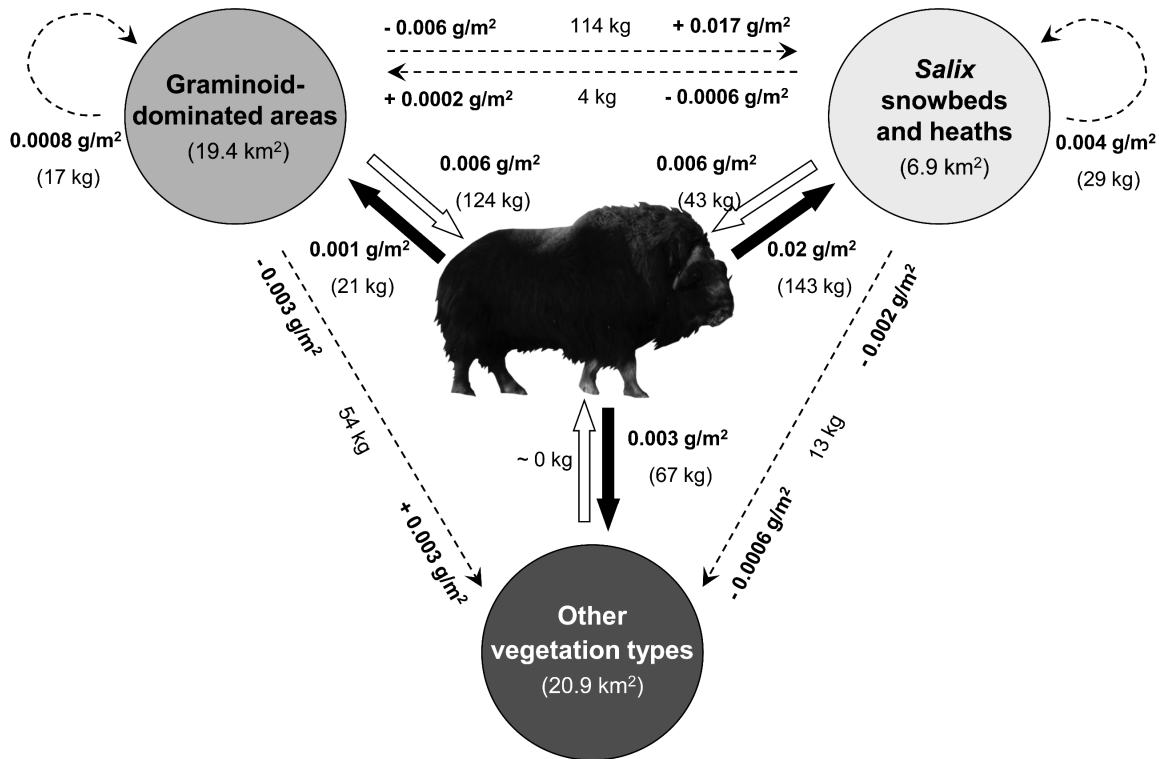 - 0.006 g/m²
114 kg
+ 0.017 g/m²
+ 0.0002 g/m²
4 kg
- 0.0006 g/m²
Graminoid-
dominated areas
(19.4 km²)
Salix
snowbeds
and heaths
(6.9 km²)
0.0008 g/m²
(17 kg)
0.004 g/m²
(29 kg)
0.006 g/m²
(124 kg)
0.006 g/m²
(43 kg)
0.001 g/m²
(21 kg)
0.02 g/m²
(143 kg)
- 0.003 g/m²
54 kg
+ 0.003 g/m²
- 0.002 g/m²
13 kg
- 0.0006 g/m²
~ 0 kg
0.003 g/m²
(67 kg)
Other
vegetation types
(20.9 km²)